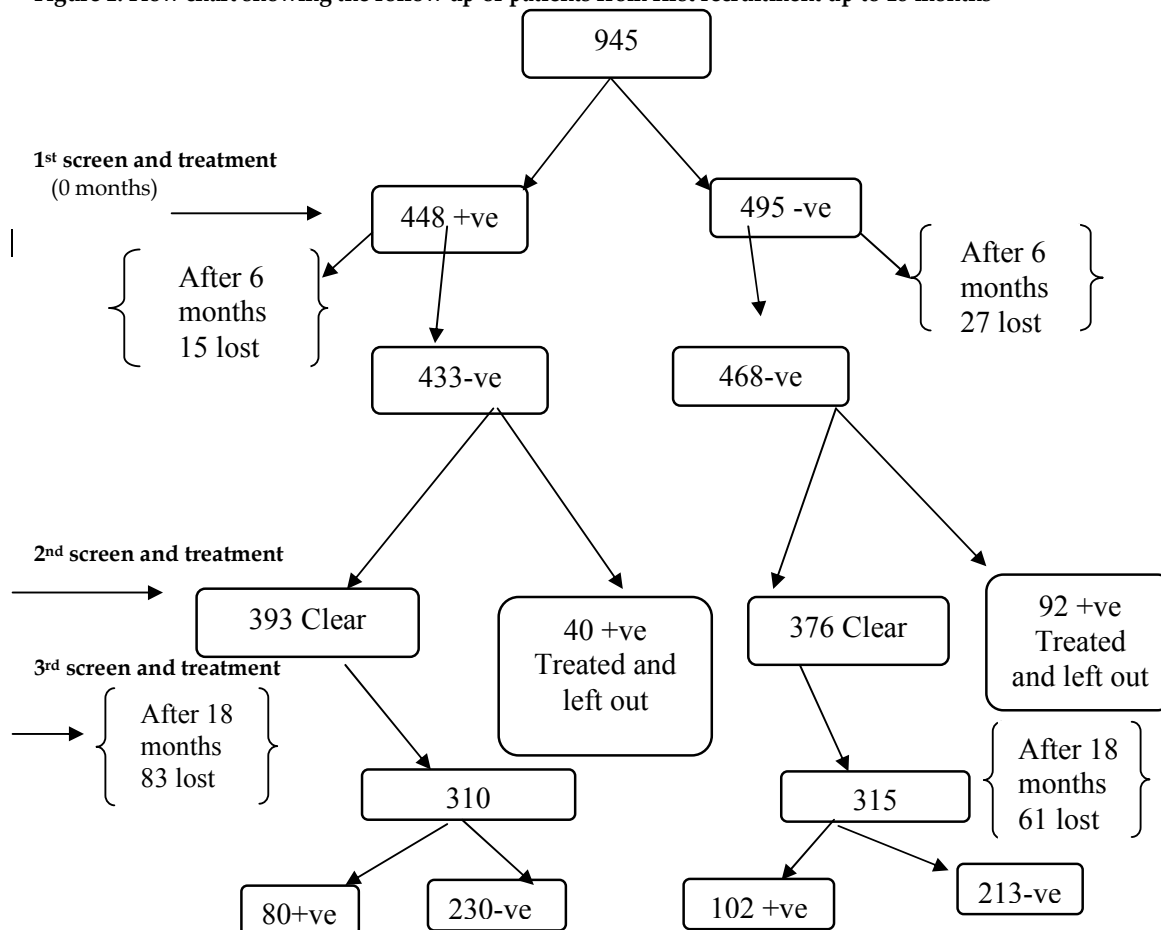 Figure Flow chart showing the follow up of patients from first recruitment up to 18 months
945
1st screen and treatment
(0 months)
448 +ve
495 -ve
After 6
months
15 lost
After 6
months
27 lost
433-ve
468-ve
2nd screen and treatment
393 Clear
40 +ve
Treated and
left out
376 Clear
92 +ve
Treated
and left out
3rd screen and treatment
After 18
months
83 lost
310
315
After 18
months
61 lost
80+ve
230-ve
102 +ve
213-ve